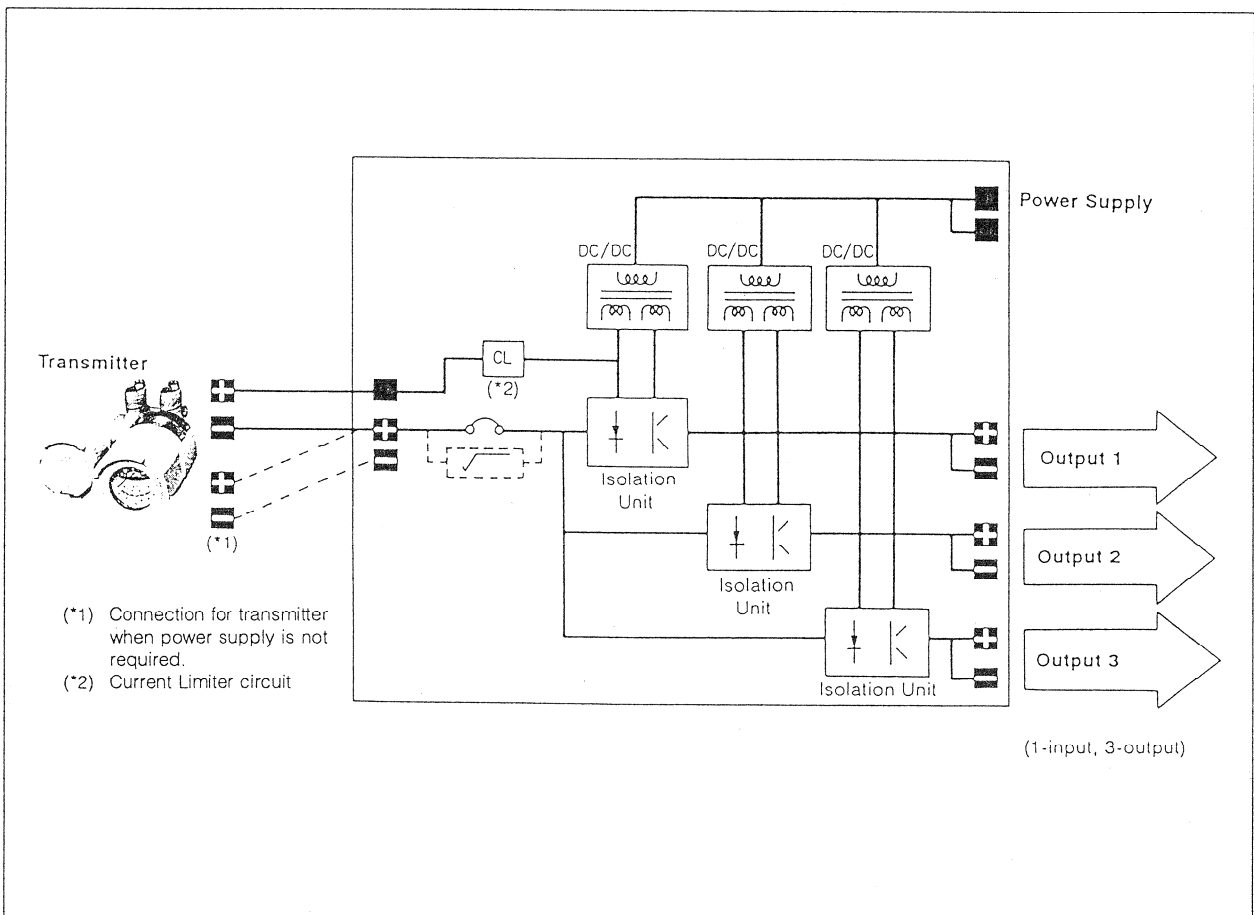 Power Supply
DC/DC
DC/DC
DC/DC
Transmitter
CL
(*2)
Isolation
Unit
Output 1
(*1)
Isolation
Unit
Output 2
(*1) Connection for transmitter
when power supply is not
required.
(*2) Current Limiter circuit
Isolation Unit
Output 3
(1-input, 3-output)